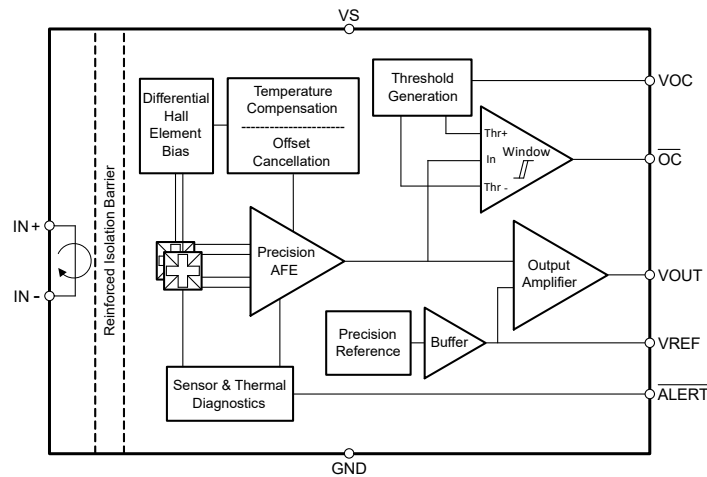 VS
Differential
Hall
Element
Bias
Temperature
Compensation
Offset
Cancellation
Threshold
Generation
VOC
Thr+
In
Window
Thr -
OC
IN +
IN -
Reinforced Isolation Barrier
Precision
AFE
Output
Amplifier
VOUT
Precision
Reference
Buffer
VREF
Sensor & Thermal
Diagnostics
ALERT
GND